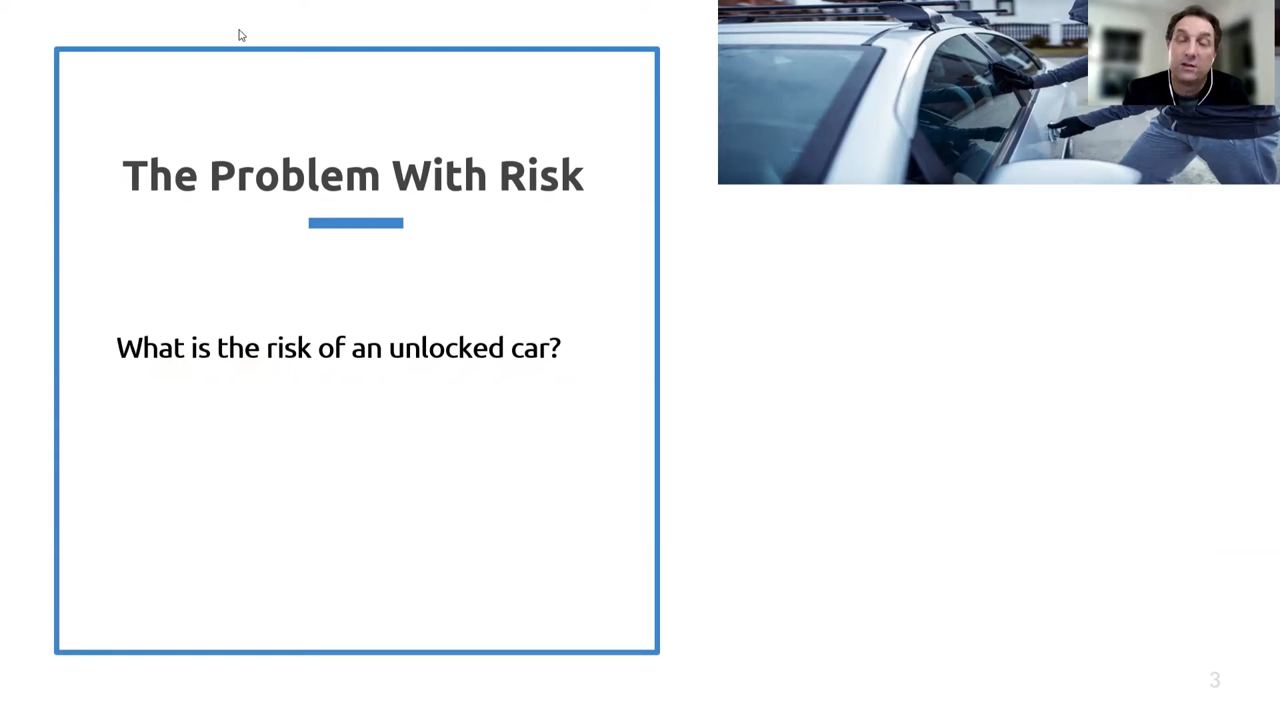 The Problem With Risk
What is the risk of an unlocked car?
3